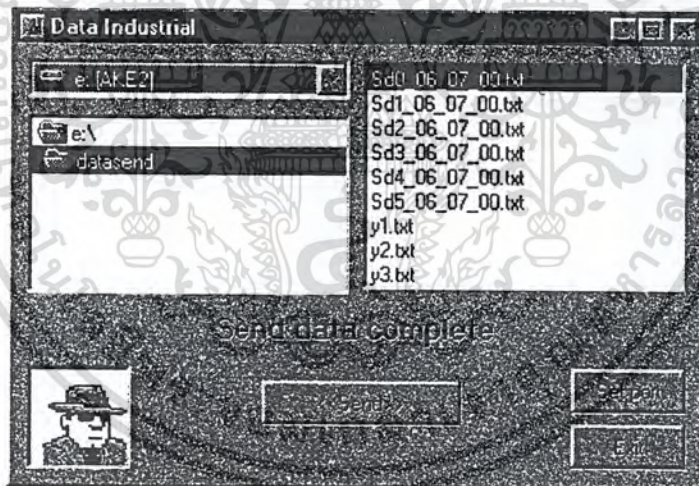 Data Industrial
e: [AKE2]
e:\
datasend
Sd0_06_07_00.txt
Sd1_06_07_00.txt
Sd2_06_07_00.txt
Sd3_06_07_00.txt
Sd4_06_07_00.txt
Sd5_06_07_00.txt
y1.txt
y2.txt
y3.txt
Send data complete
Send
Exit